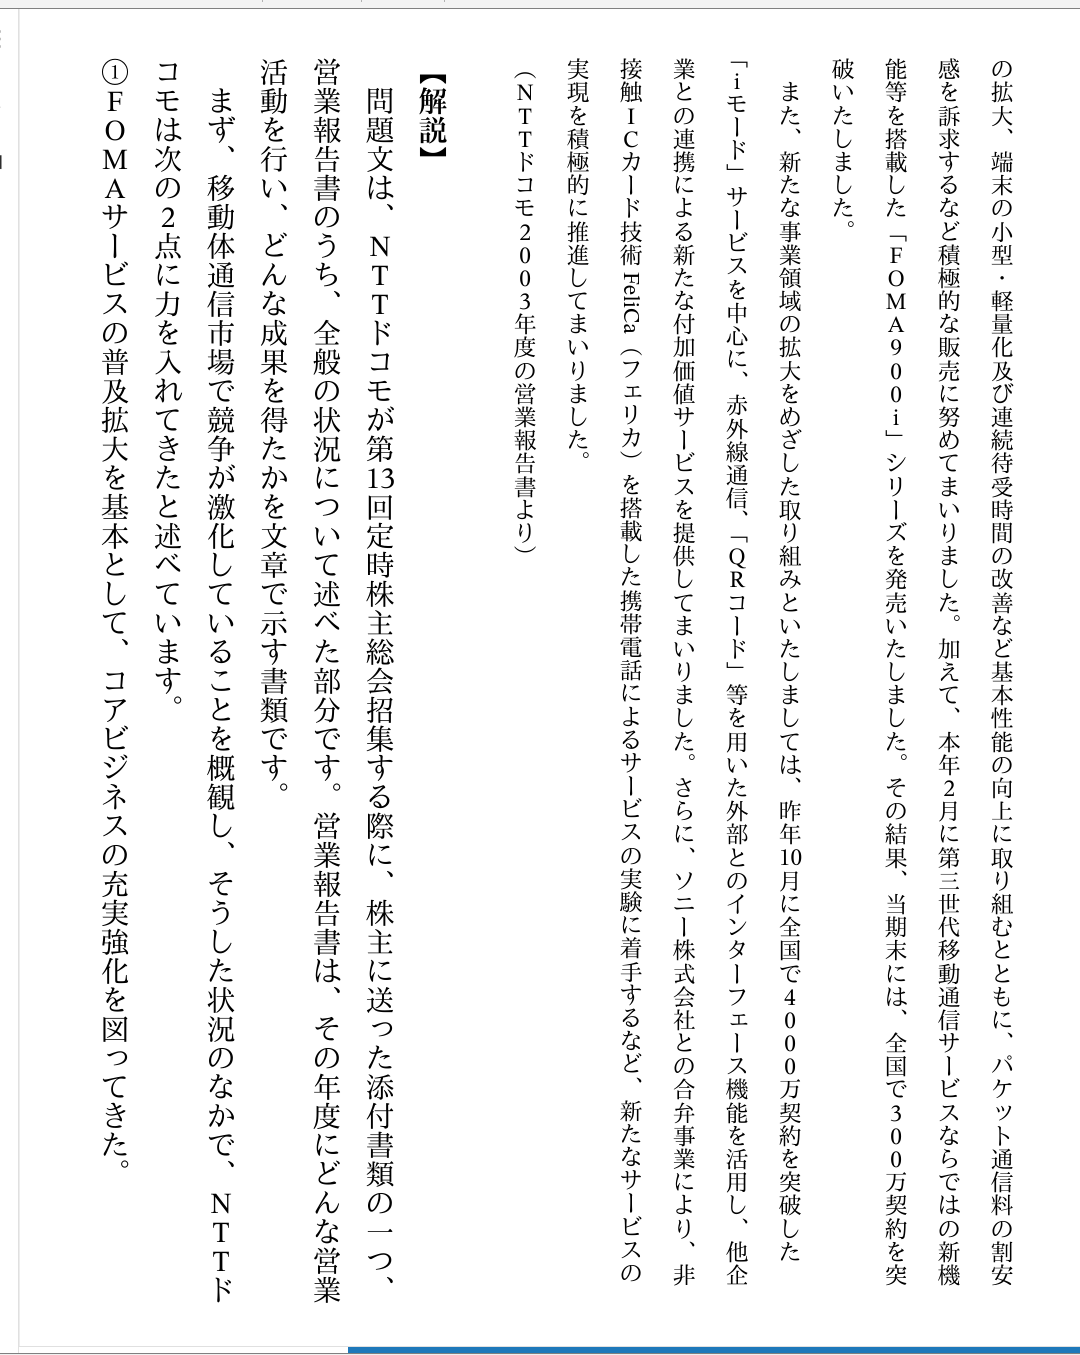 の拡大、端末の小型・軽量化及び連続待受時間の改善など基本性能の向上に取り組むとともに、パケット通信料の割安
感を訴求するなど積極的な販売に努めてまいりました。加えて、本年2月に第三世代移動通信サービスならではの新機
能等を搭載した「FOMA900i」シリーズを発売いたしました。その結果、当期末には、全国で300万契約を突
破いたしました。
また、新たな事業領域の拡大をめざした取り組みといたしましては、昨年10月に全国で4000万契約を突破した
「iモード」サービスを中心に、赤外線通信、「QRコード」等を用いた外部とのインターフェース機能を活用し、他企
業との連携による新たな付加価値サービスを提供してまいりました。さらに、ソニー株式会社との合弁事業により、非
接触ICカード技術FeliCa（フェリカ）を搭載した携帯電話によるサービスの実験に着手するなど、新たなサービスの
実現を積極的に推進してまいりました。
（NTTドコモ2003年度の営業報告書より）
【解説】
問題文は、NTTドコモが第13回定時株主総会招集する際に、株主に送った添付書類の一つ、
営業報告書のうち、全般の状況について述べた部分です。営業報告書は、その年度にどんな営業
活動を行い、どんな成果を得たかを文章で示す書類です。
まず、移動体通信市場で競争が激化していることを概観し、そうした状況のなかで、NTTド
コモは次の2点に力を入れてきたと述べています。
①FOMAサービスの普及拡大を基本として、コアビジネスの充実強化を図ってきた。